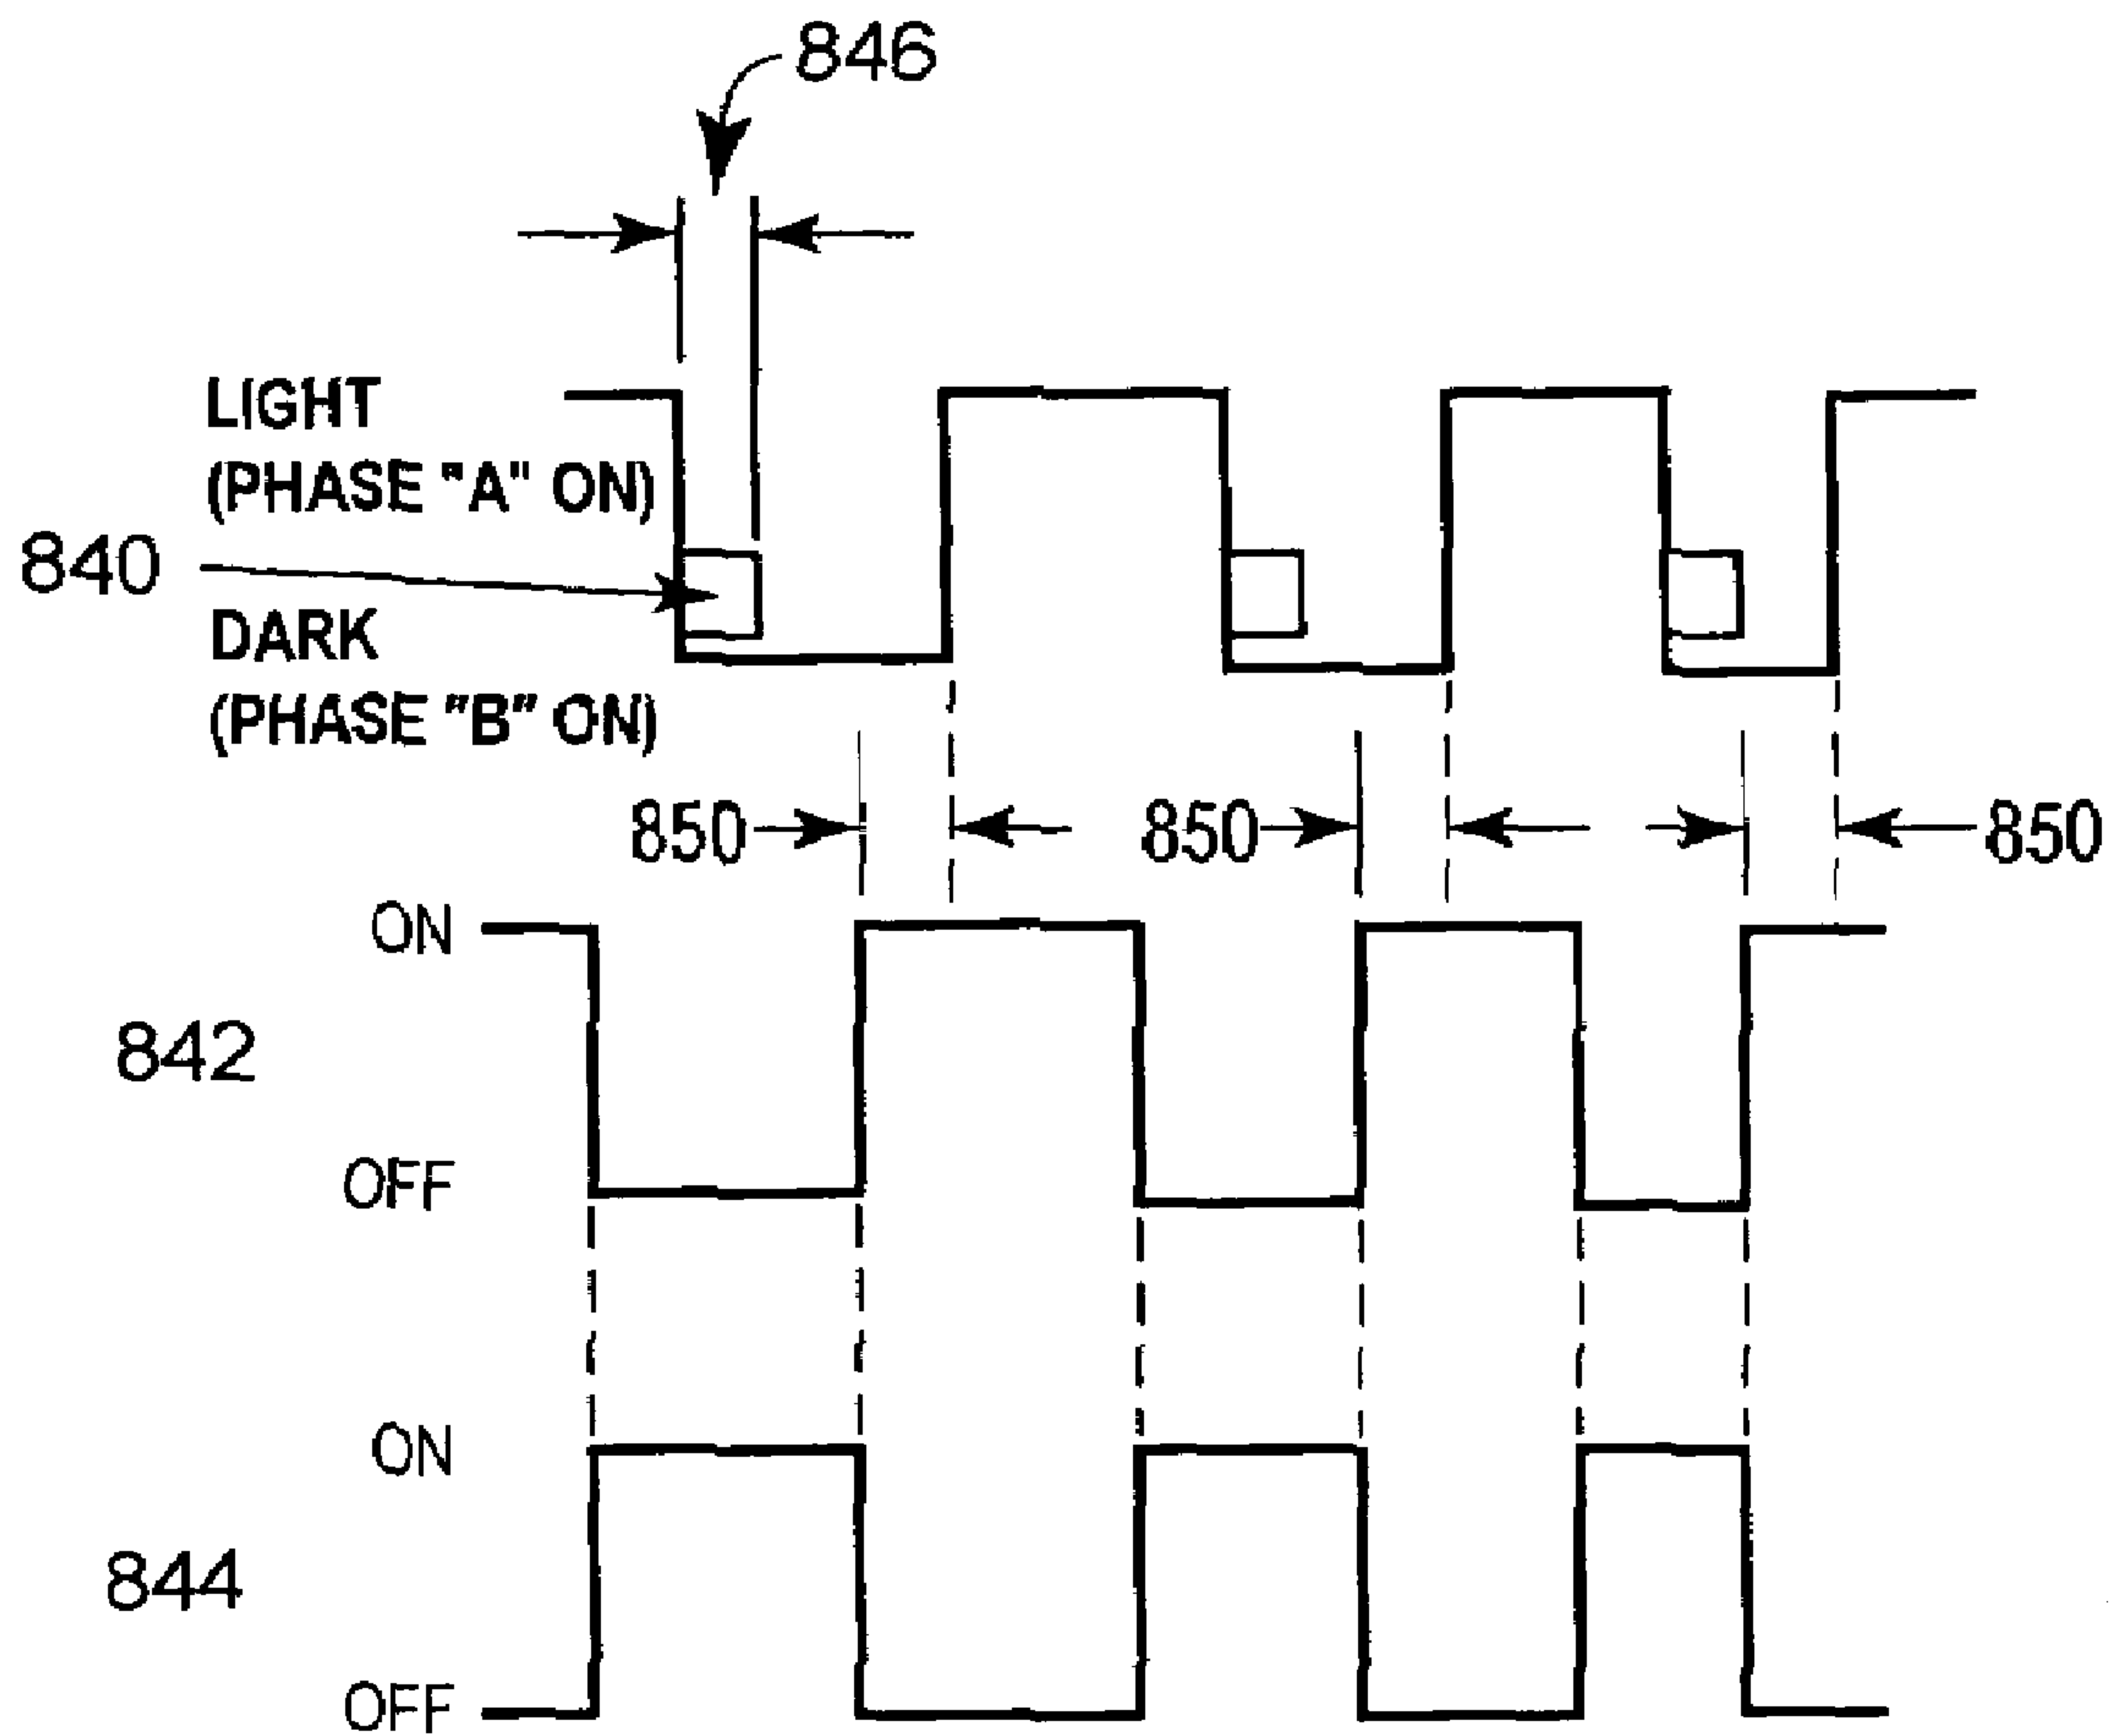 846
LIGHT
(PHASE "A" ON)
840
DARK
(PHASE "B" ON)
850 850 850
ON
842
OFF
ON
844
OFF